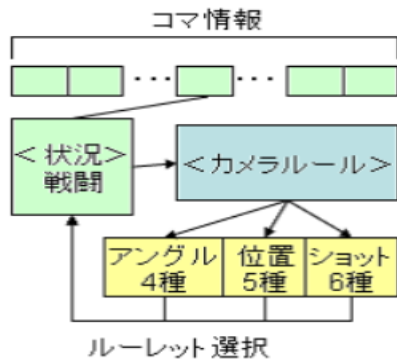 コマ情報
･･･ ･･･
＜状況＞
戦闘
＜カメラルール＞
アングル
4種
位置
5種
ショット
6種
ルーレット選択